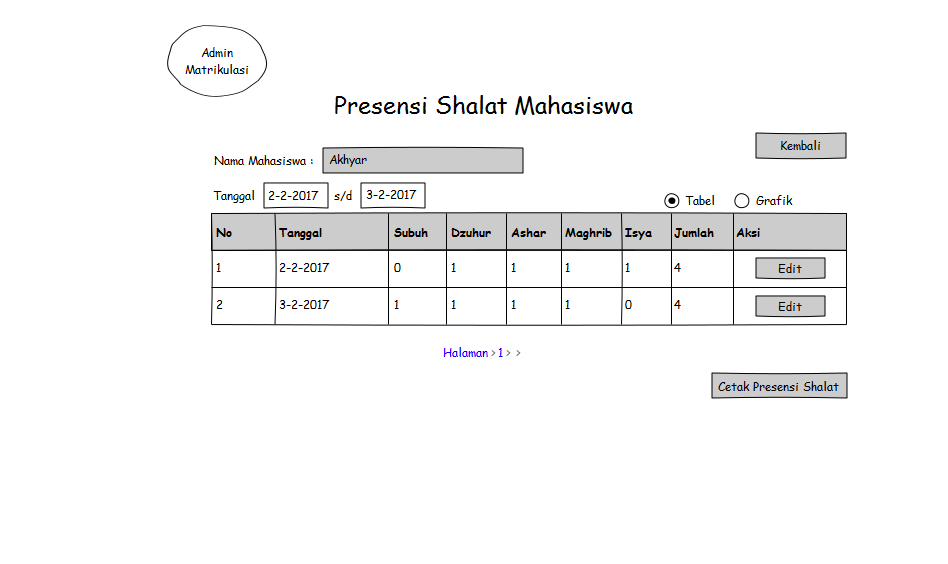 Admin
Matrikulasi
Presensi Shalat Mahasiswa
Kembali
Nama Mahasiswa : Akhyar
Tanggal 2-2-2017 s/d 3-2-2017 Tabel Grafik
No Tanggal Subuh Dzuhur Ashar Maghrib Isya Jumlah Aksi
1 2-2-2017 0 1 1 1 1 4 Edit
2 3-2-2017 1 1 1 1 0 4 Edit
Halaman > 1 > >
Cetak Presensi Shalat